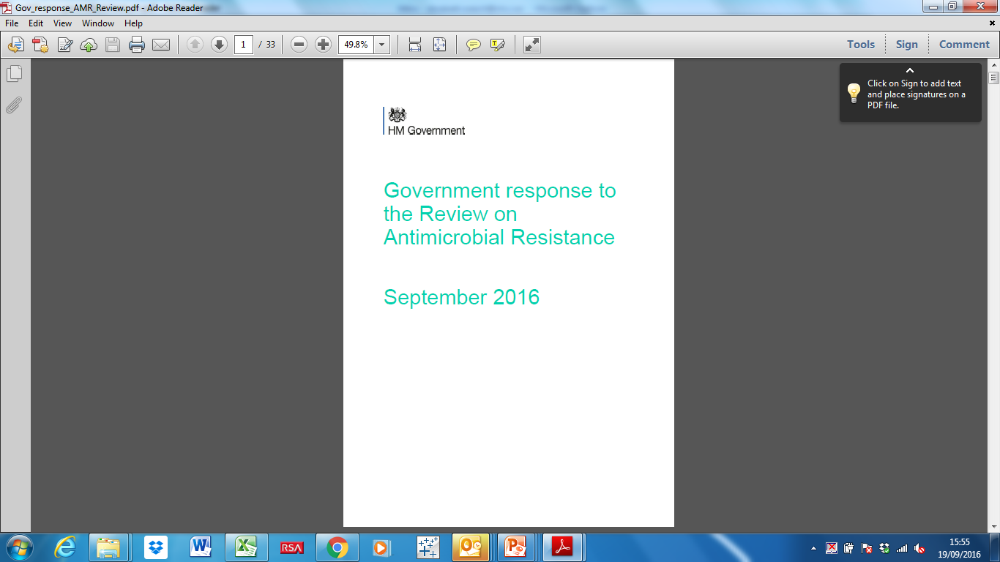 Gov_response_AMR_Review.pdf - Adobe Reader
File Edit View Window Help
1 / 33 49.8% Tools Sign Comment
Click on Sign to add text
and place signatures on a
PDF file.
HM Government
Government response to
the Review on
Antimicrobial Resistance
September 2016
RSA
15:55
19/09/2016